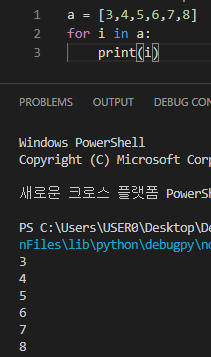 1 a = [3,4,5,6,7,8]
2 for i in a:
3 print(i)
PROBLEMS OUTPUT DEBUG CON
Windows PowerShell
Copyright (C) Microsoft Corp
새로운 크로스 플랫폼 PowerS
PS C:\Users\USER0\Desktop\De
nFiles\lib\python\debugpy\no
3
4
5
6
7
8